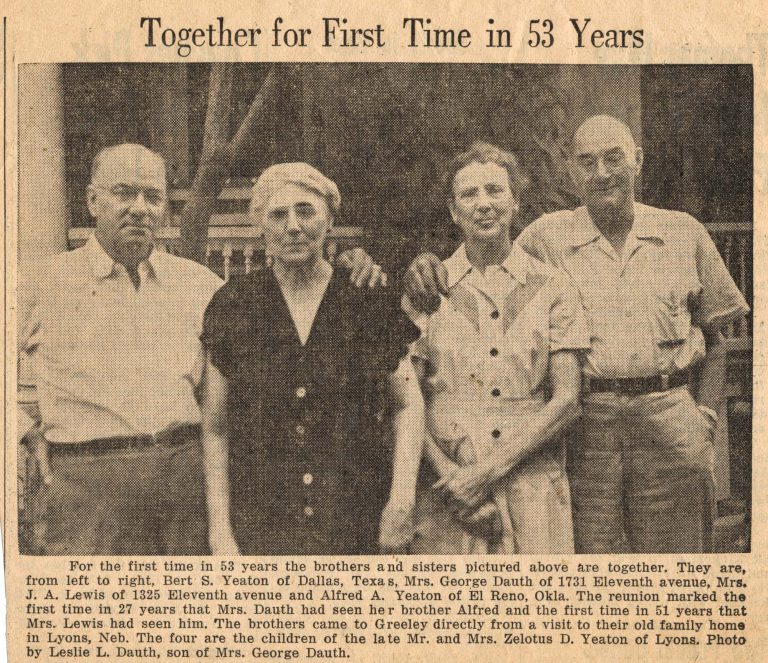 Together for First Time in 53 Years
For the first time in 53 years the brothers and sisters pictured above are together. They are,
from left to right, Bert S. Yeaton of Dallas, Texas, Mrs. George Dauth of 1731 Eleventh avenue, Mrs.
J. A. Lewis of 1325 Eleventh avenue and Alfred A. Yeaton of El Reno, Okla. The reunion marked the
first time in 27 years that Mrs. Dauth had seen her brother Alfred and the first time in 51 years that
Mrs. Lewis had seen him. The brothers came to Greeley directly from a visit to their old family home
in Lyons, Neb. The four are the children of the late Mr. and Mrs. Zelotus D. Yeaton of Lyons. Photo
by Leslie L. Dauth, son of Mrs. George Dauth.